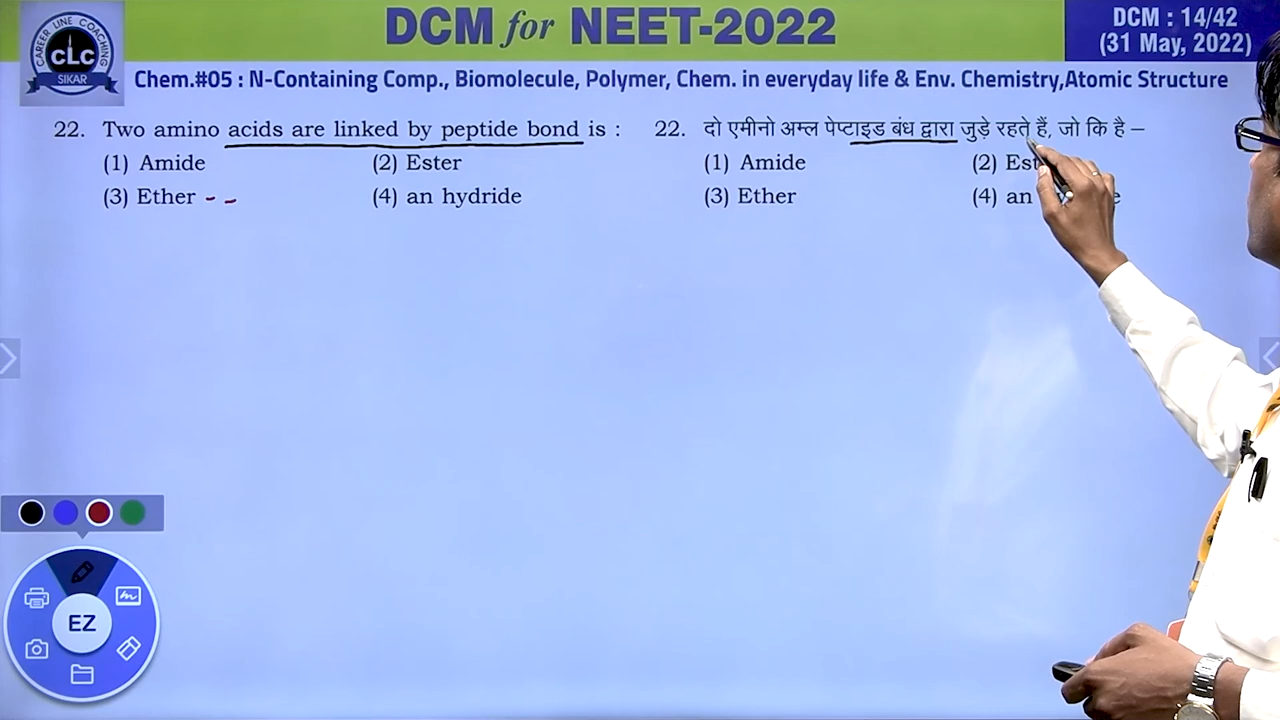 DCM for NEET-2022
DCM : 14/42
(31 May, 2022)
CAREER LINE COACHING
CLC
SIKAR
Chem.#05 : N-Containing Comp., Biomolecule, Polymer, Chem. in everyday life & Env. Chemistry,Atomic Structure
22. Two amino acids are linked by peptide bond is :
(1) Amide (2) Ester
(3) Ether (4) an hydride
22. दो एमीनो अम्ल पेप्टाइड बंध द्वारा जुड़े रहते हैं, जो कि है –
(1) Amide (2)
(3) Ether (4) an
EZ